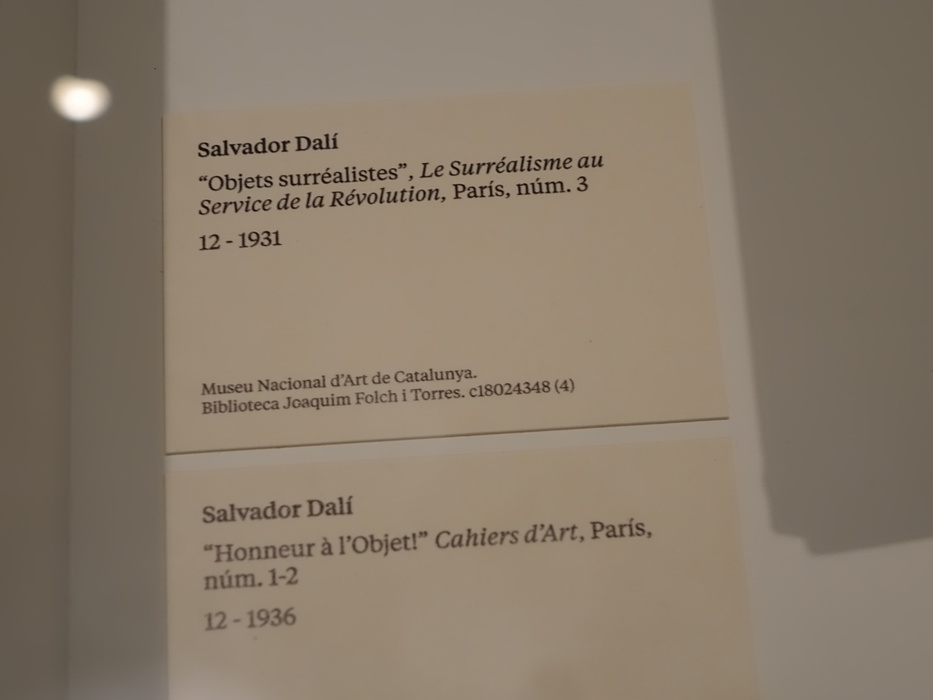 Salvador Dalí
“Objets surréalistes”, Le Surréalisme au
Service de la Révolution, París, núm. 3
12 - 1931
Museu Nacional d’Art de Catalunya.
Biblioteca Joaquim Folch i Torres. c18024348 (4)
Salvador Dalí
“Honneur à l’Objet!” Cahiers d’Art, París,
núm. 1-2
12 - 1936